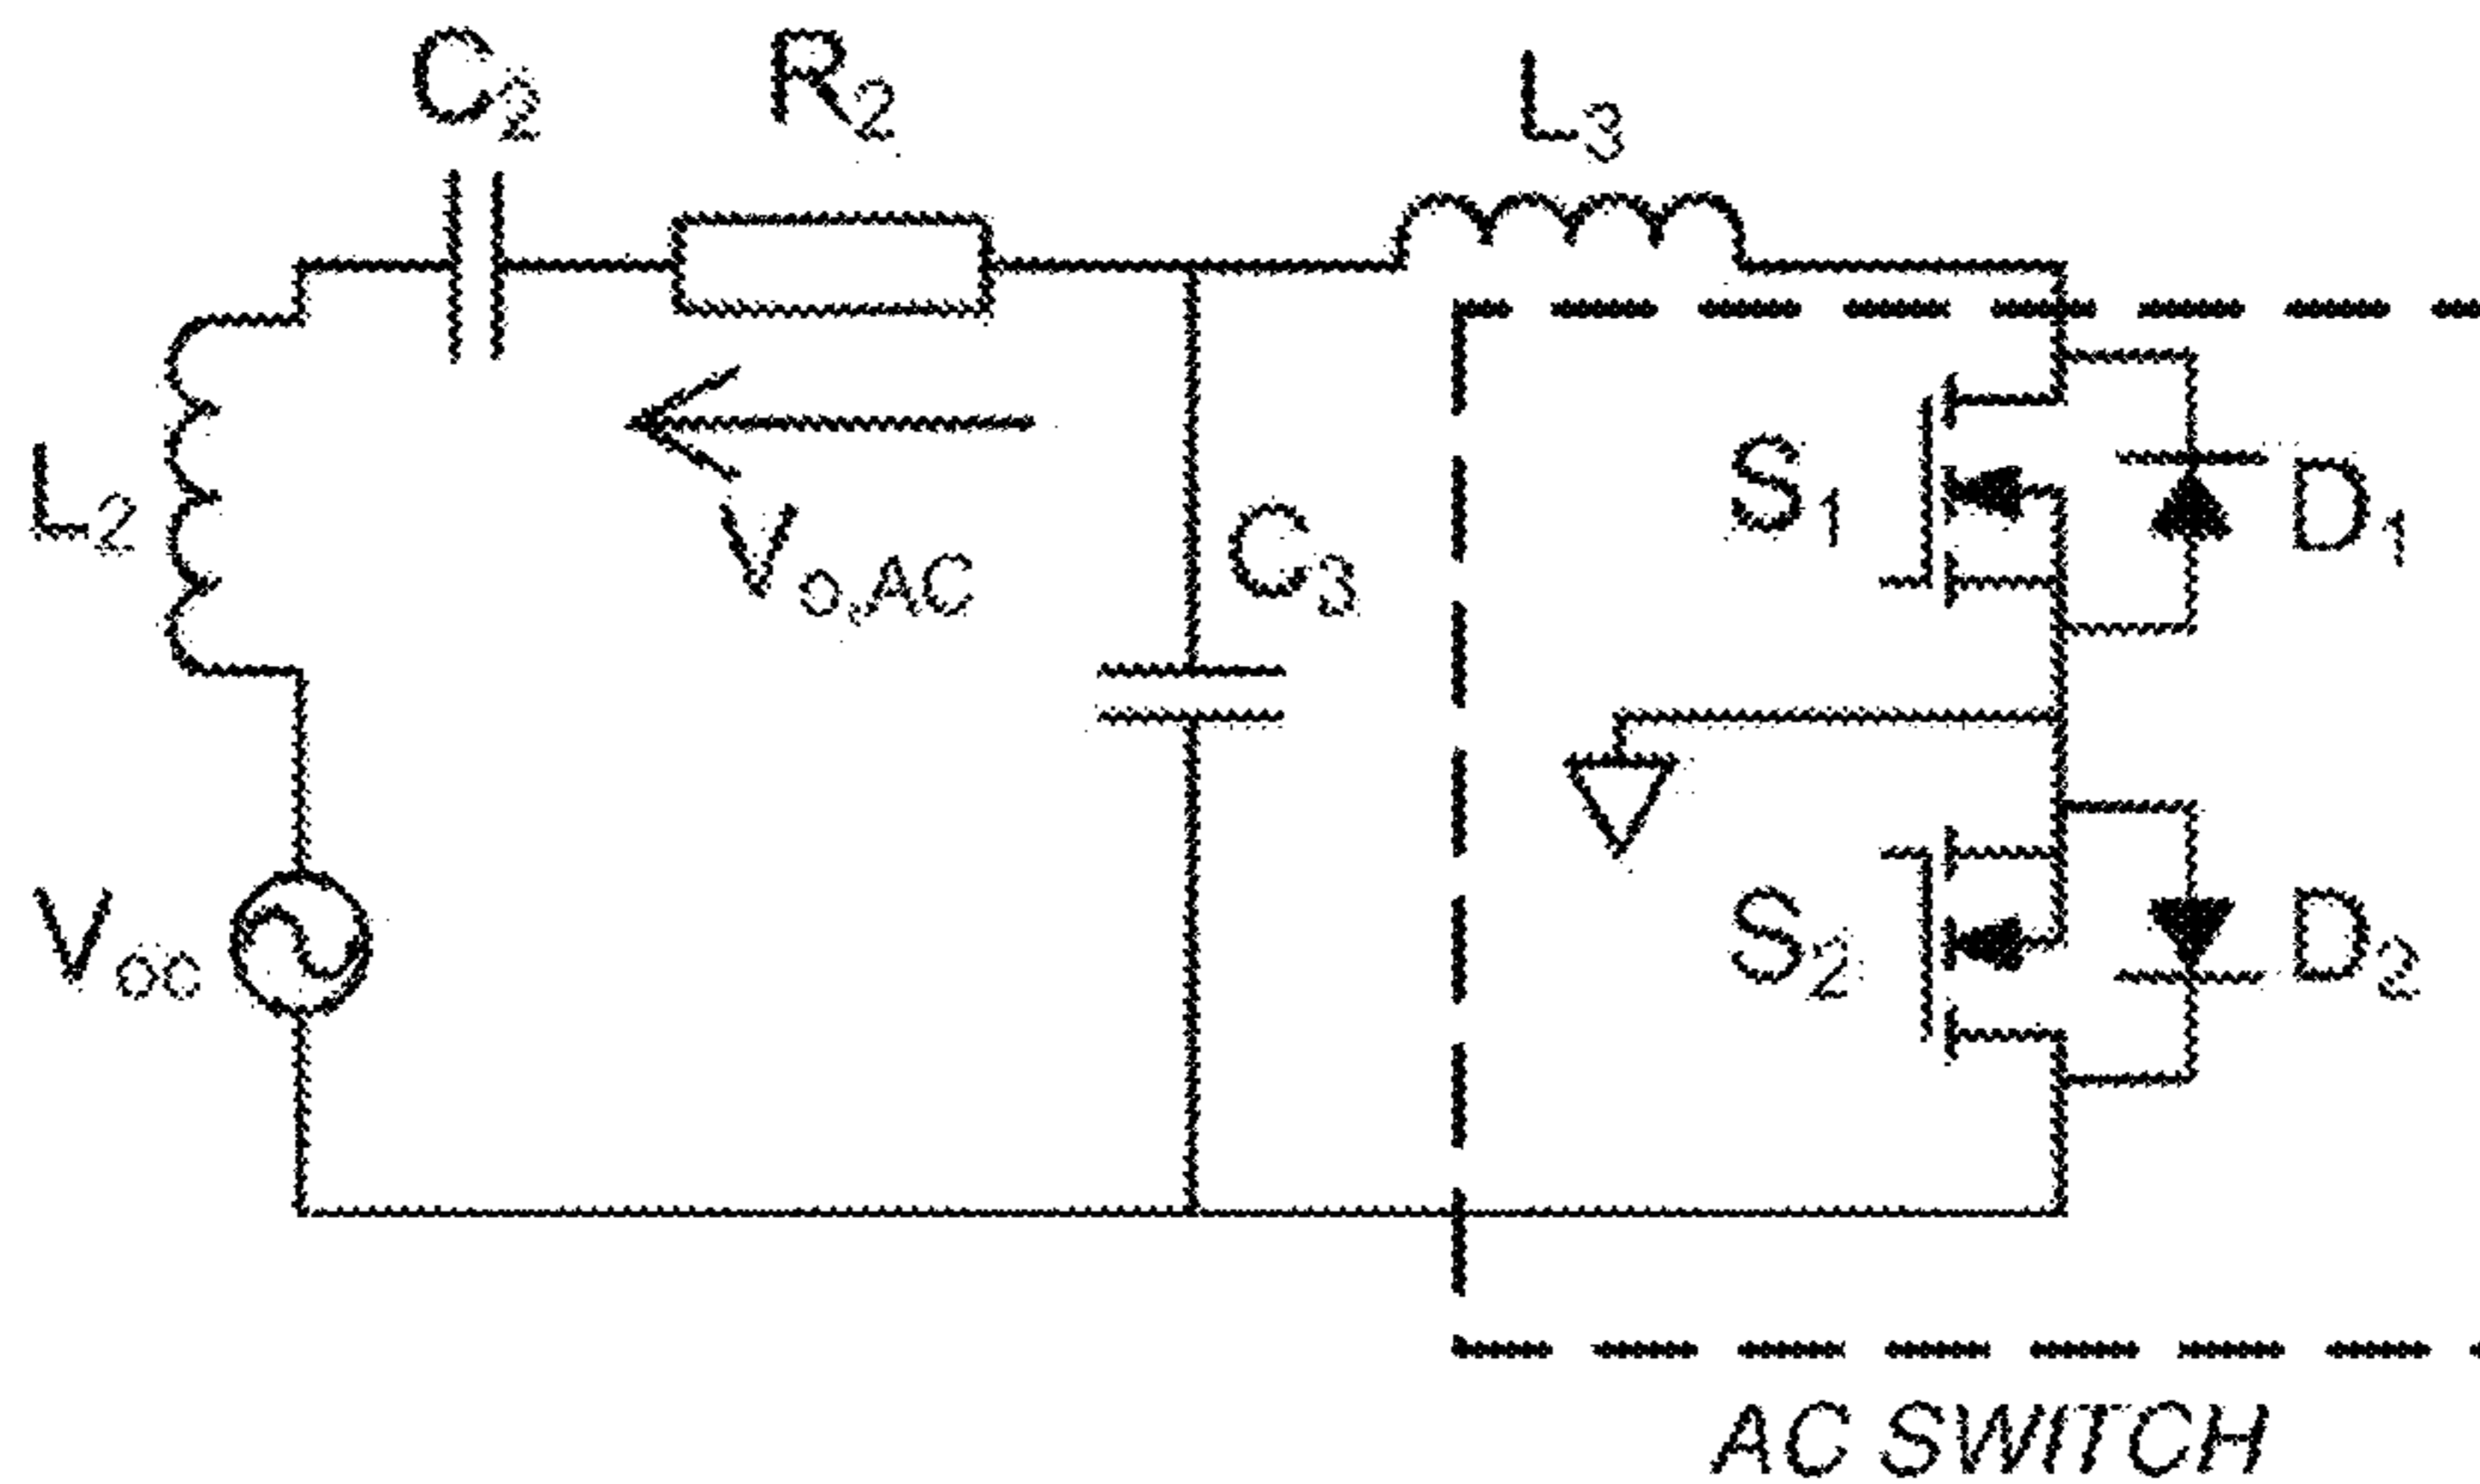 C2
R2
L3
L2
Vo,AC
C3
S1
D1
Voc
S2
D2
AC SWITCH